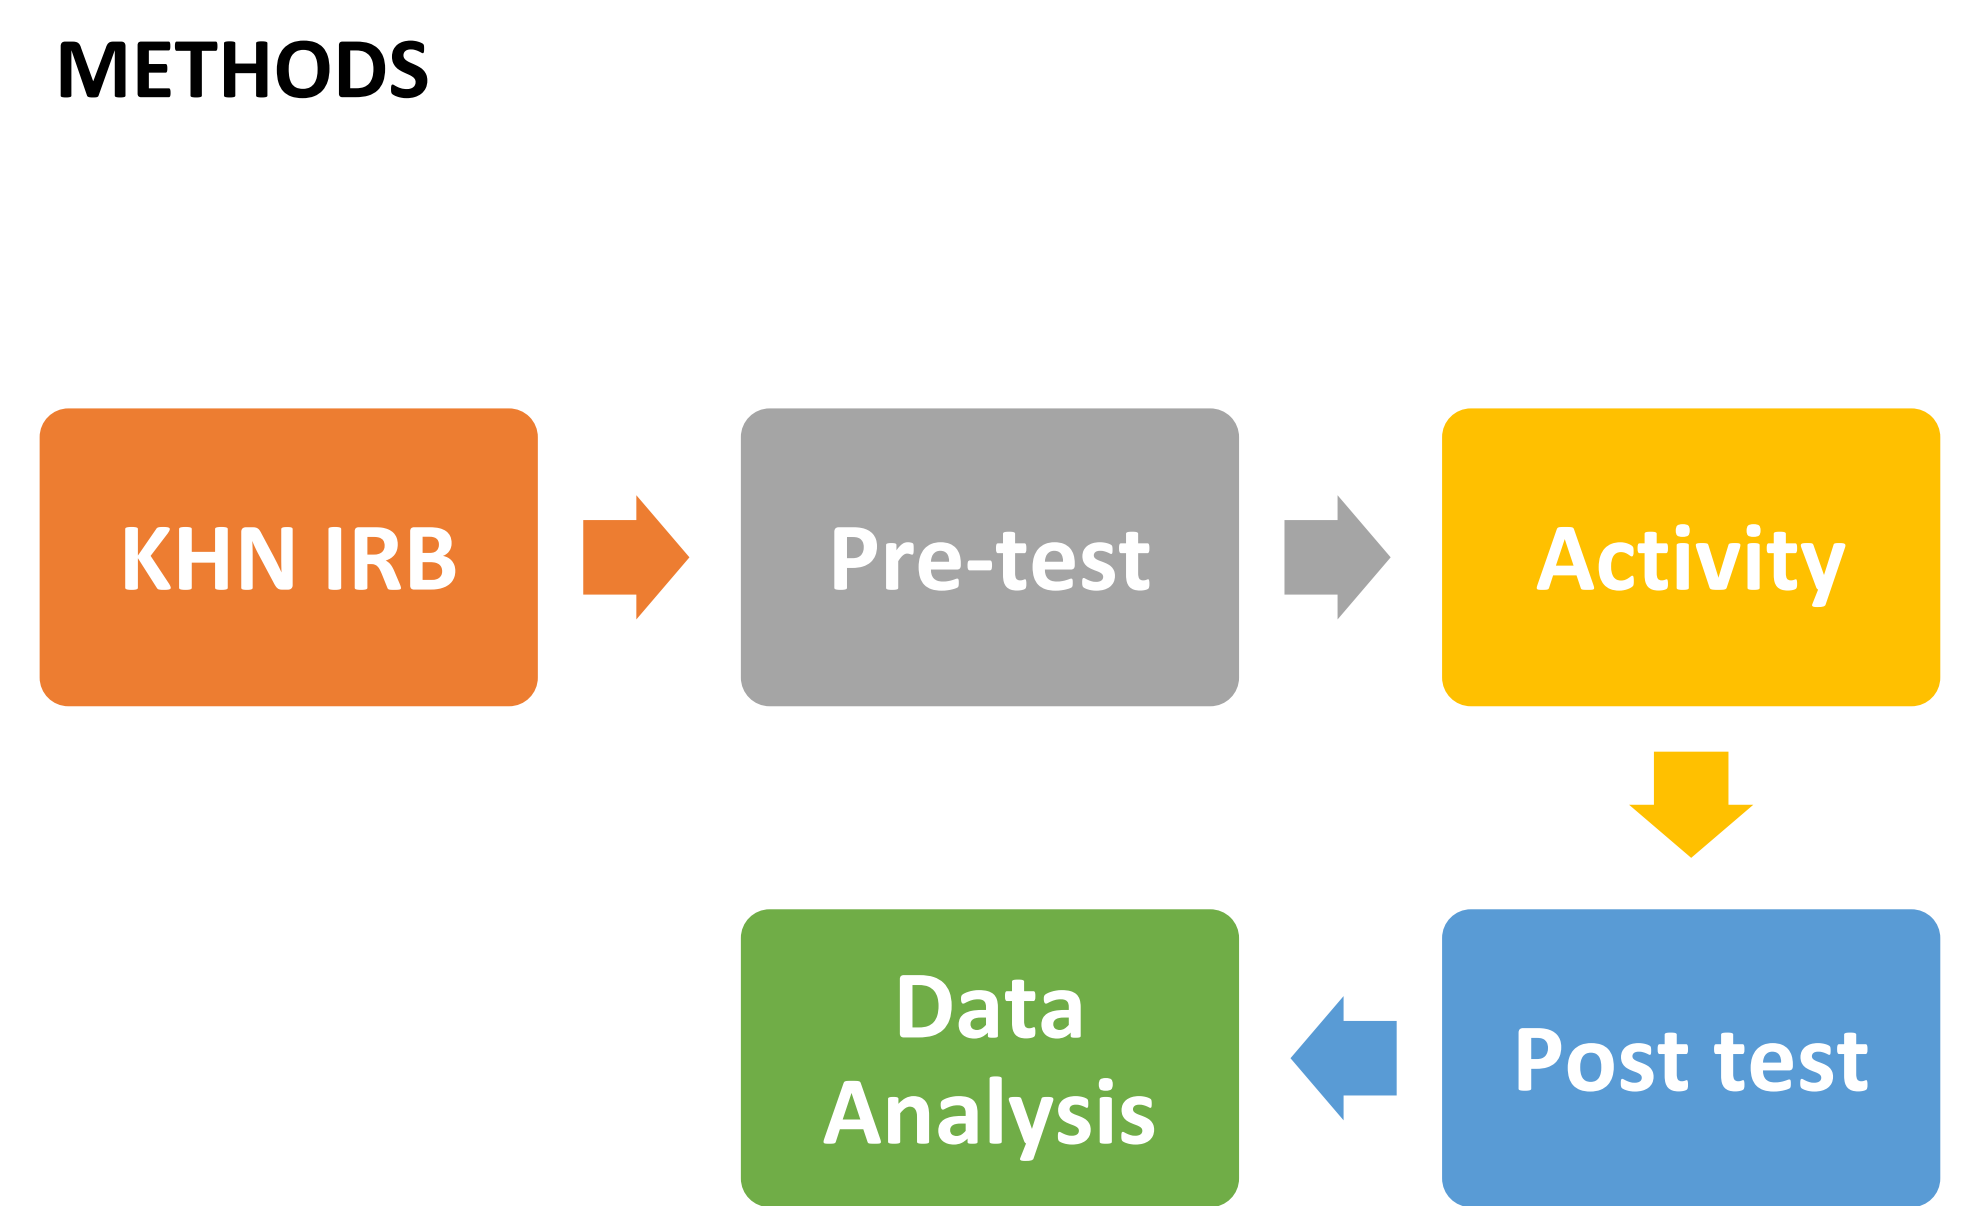 METHODS
KHN IRB
Pre-test
Activity
Post test
Data
Analysis